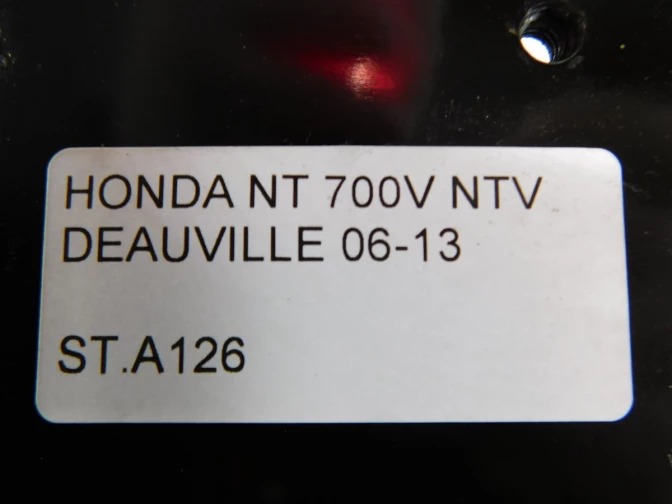 HONDA NT 700V NTV
DEAUVILLE 06-13
ST.A126